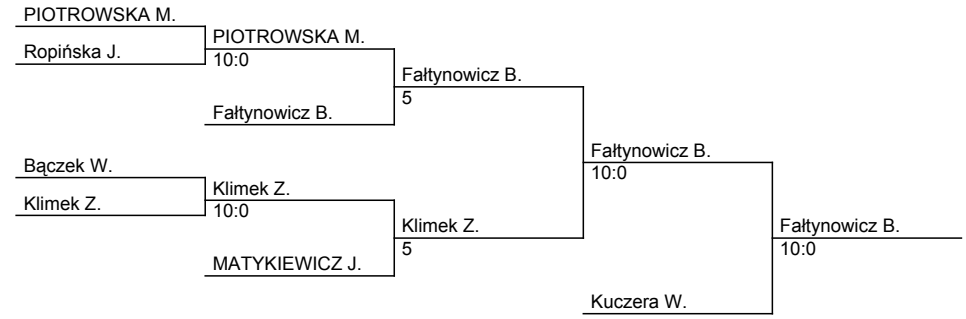 PIOTROWSKA M.
Ropińska J.
PIOTROWSKA M.
10:0
Fałtynowicz B.
Fałtynowicz B.
5
Bączek W.
Klimek Z.
Klimek Z.
10:0
MATYKIEWICZ J.
Klimek Z.
5
Fałtynowicz B.
10:0
Kuczera W.
Fałtynowicz B.
10:0